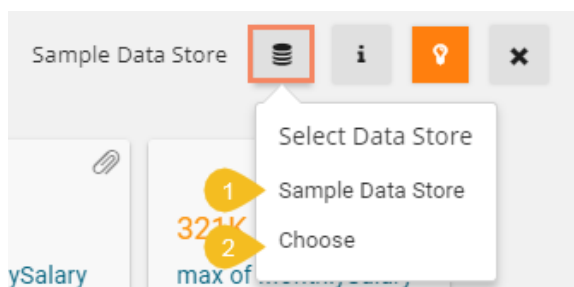 Sample Data Store
i
Select Data Store
1
Sample Data Store
321K
2
Choose
ySalary
max of